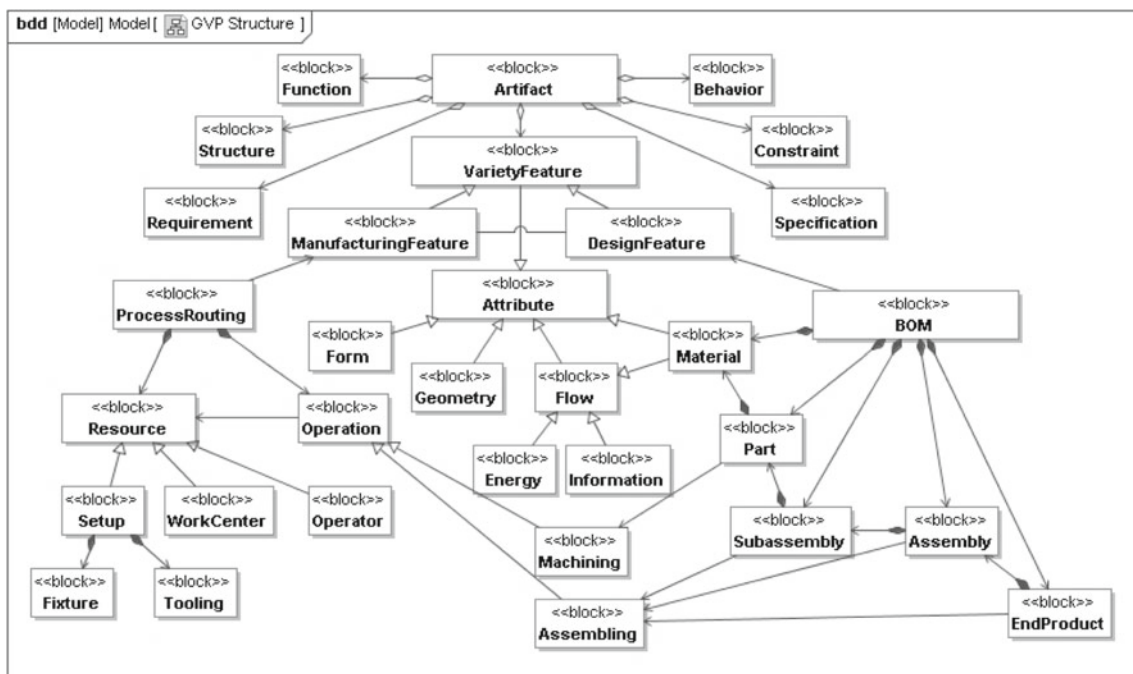 bdd [Model] Model [ GVP Structure ]
<<block>>
Function
<<block>>
Artifact
<<block>>
Behavior
<<block>>
Structure
<<block>>
Constraint
<<block>>
VarietyFeature
<<block>>
Requirement
<<block>>
Specification
<<block>>
ManufacturingFeature
<<block>>
DesignFeature
<<block>>
ProcessRouting
<<block>>
Attribute
<<block>>
BOM
<<block>>
Form
<<block>>
Material
<<block>>
Geometry
<<block>>
Flow
<<block>>
Resource
<<block>>
Operation
<<block>>
Part
<<block>>
Energy
<<block>>
Information
<<block>>
Setup
<<block>>
WorkCenter
<<block>>
Operator
<<block>>
Subassembly
<<block>>
Assembly
<<block>>
Machining
<<block>>
Fixture
<<block>>
Tooling
<<block>>
Assembling
<<block>>
EndProduct